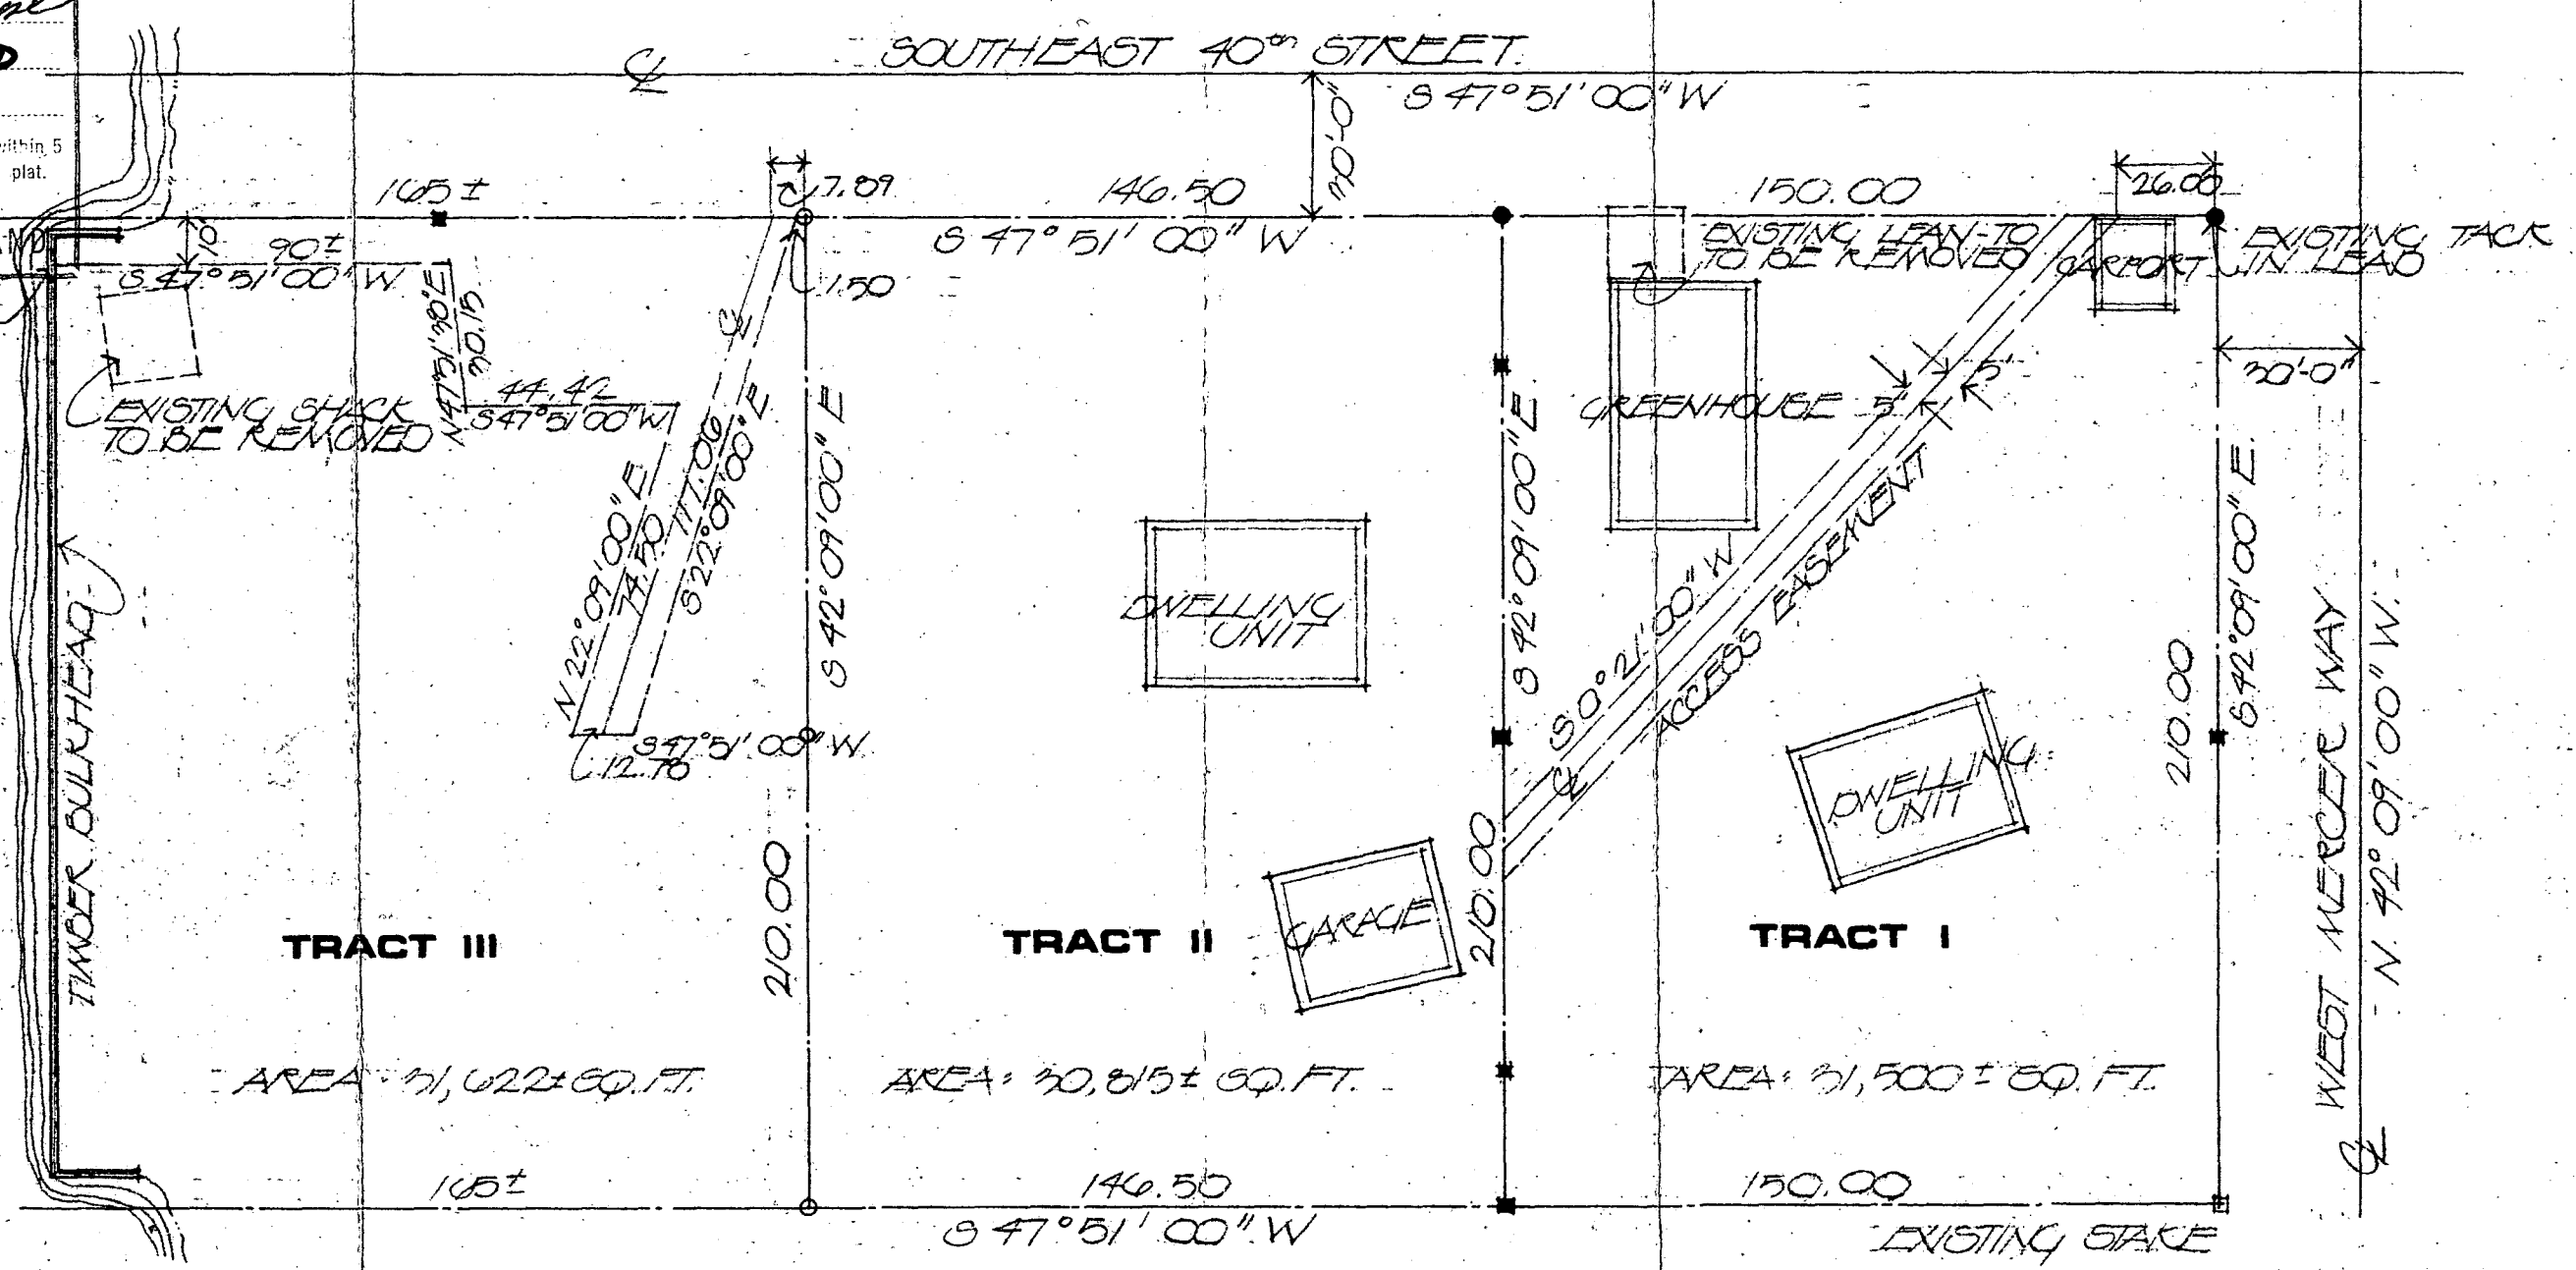 within 5
plat.
SOUTHEAST 40th STREET
S 47°51'00" W
30'-0"
165±
7.89
146.50
S 47°51'00" W
150.00
26.00
10'
90±
S 47°51'00" W
1.50
EXISTING LEAN-TO
TO BE REMOVED
CARPORT
EXISTING TACK
IN LEAD
N 47°51'30" E
30.15
EXISTING SHACK
TO BE REMOVED
44.42
S 47°51'00" W
GREENHOUSE
5'
5'
30'-0"
N 22°09'00" E
74.50
117.06
S 22°09'00" E
S 42°09'00" E
S 42°09'00" E
S 42°09'00" E
DWELLING
UNIT
S 0°21'00" W
ACCESS EASEMENT
S 47°51'00" W
12.78
DWELLING
UNIT
TIMBER BULKHEAD
210.00
210.00
210.00
GARAGE
WEST MERCER WAY
N 42°09'00" W
TRACT III
TRACT II
TRACT I
AREA: 31,622± SQ. FT.
AREA: 30,815± SQ. FT.
AREA: 31,500± SQ. FT.
165±
146.50
150.00
S 47°51'00" W
EXISTING STAKE